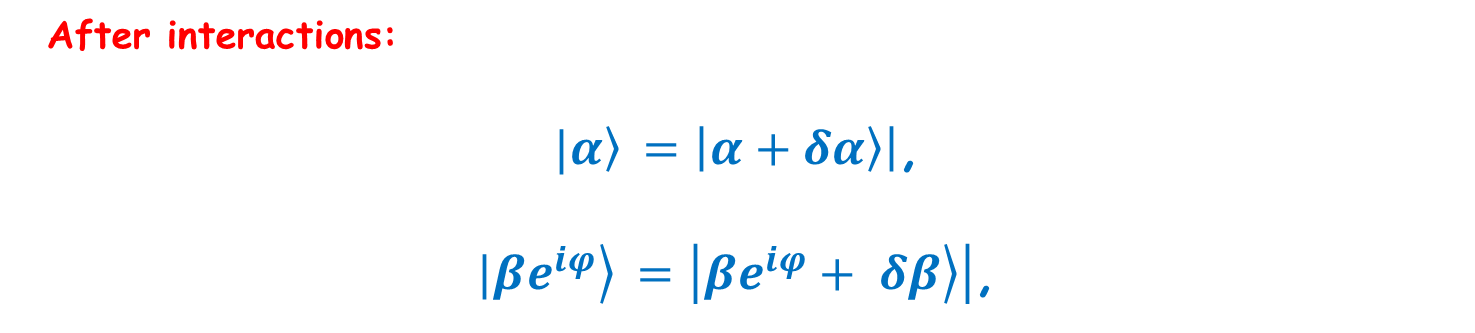 After interactions:
|α⟩ = |α + δα⟩|,
|βe^{iφ}⟩ = |βe^{iφ} + δβ⟩|,